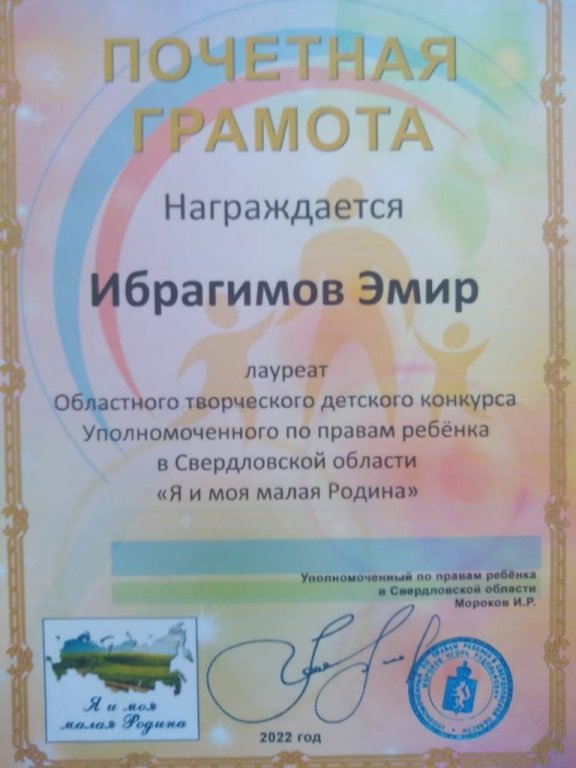 ПОЧЕТНАЯ
ГРАМОТА
Награждается
Ибрагимов Эмир
лауреат
Областного творческого детского конкурса
Уполномоченного по правам ребёнка
в Свердловской области
«Я и моя малая Родина»
Уполномоченный по правам ребёнка
в Свердловской области
Мороков И.Р.
Я и моя
малая Родина
2022 год